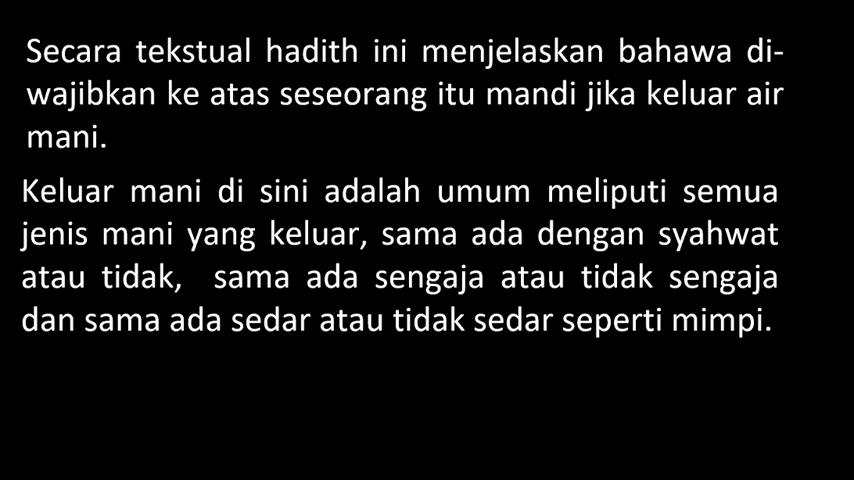 Secara tekstual hadith ini menjelaskan bahawa di-
wajibkan ke atas seseorang itu mandi jika keluar air
mani.
Keluar mani di sini adalah umum meliputi semua
jenis mani yang keluar, sama ada dengan syahwat
atau tidak, sama ada sengaja atau tidak sengaja
dan sama ada sedar atau tidak sedar seperti mimpi.